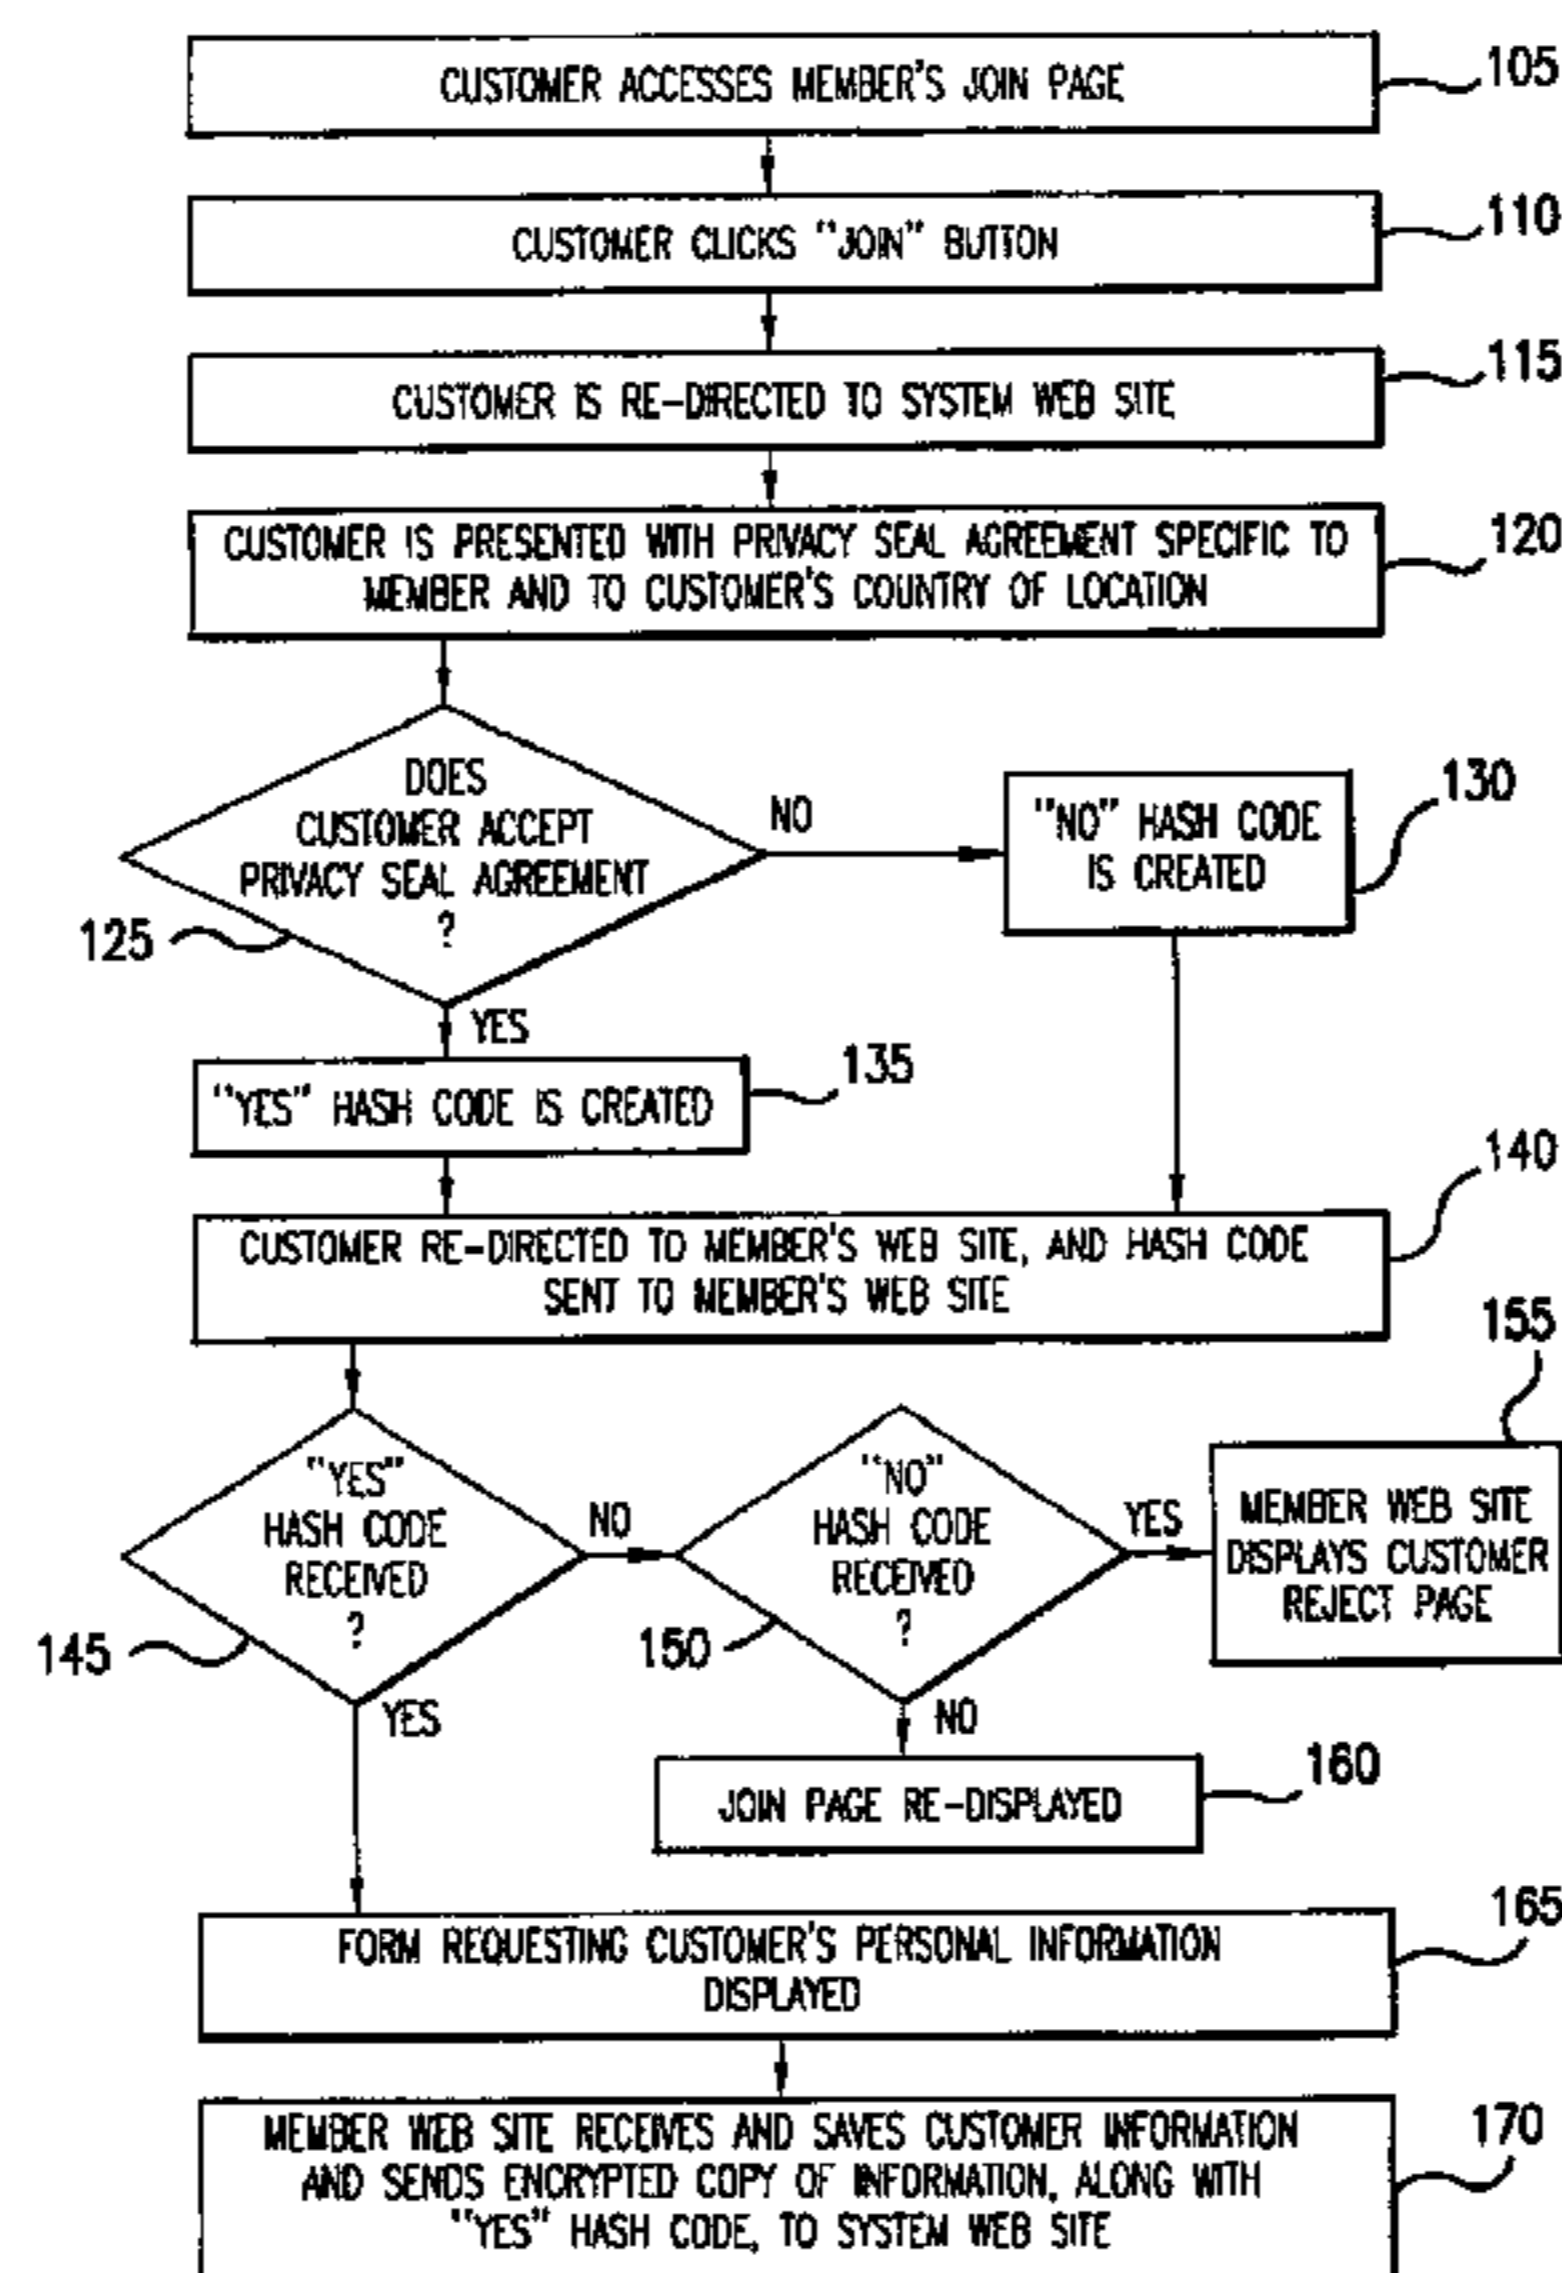 CUSTOMER ACCESSES MEMBER'S JOIN PAGE
105
CUSTOMER CLICKS "JOIN" BUTTON
110
CUSTOMER IS RE-DIRECTED TO SYSTEM WEB SITE
115
CUSTOMER IS PRESENTED WITH PRIVACY SEAL AGREEMENT SPECIFIC TO
MEMBER AND TO CUSTOMER'S COUNTRY OF LOCATION
120
DOES
CUSTOMER ACCEPT
PRIVACY SEAL AGREEMENT
?
125
NO
"NO" HASH CODE
IS CREATED
130
YES
"YES" HASH CODE IS CREATED
135
CUSTOMER RE-DIRECTED TO MEMBER'S WEB SITE, AND HASH CODE
SENT TO MEMBER'S WEB SITE
140
"YES"
HASH CODE
RECEIVED
?
145
NO
"NO"
HASH CODE
RECEIVED
?
150
YES
MEMBER WEB SITE
DISPLAYS CUSTOMER
REJECT PAGE
155
YES
NO
JOIN PAGE RE-DISPLAYED
160
FORM REQUESTING CUSTOMER'S PERSONAL INFORMATION
DISPLAYED
165
MEMBER WEB SITE RECEIVES AND SAVES CUSTOMER INFORMATION
AND SENDS ENCRYPTED COPY OF INFORMATION, ALONG WITH
"YES" HASH CODE, TO SYSTEM WEB SITE
170